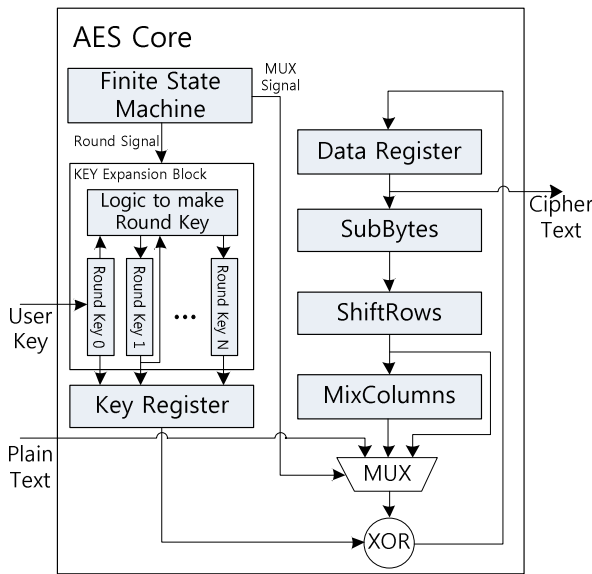 AES Core
Finite State
Machine
MUX
Signal
Round Signal
KEY Expansion Block
Logic to make
Round Key
Round Key 0
Round Key 1
...
Round Key N
User
Key
Key Register
Plain
Text
Data Register
Cipher
Text
SubBytes
ShiftRows
MixColumns
MUX
XOR